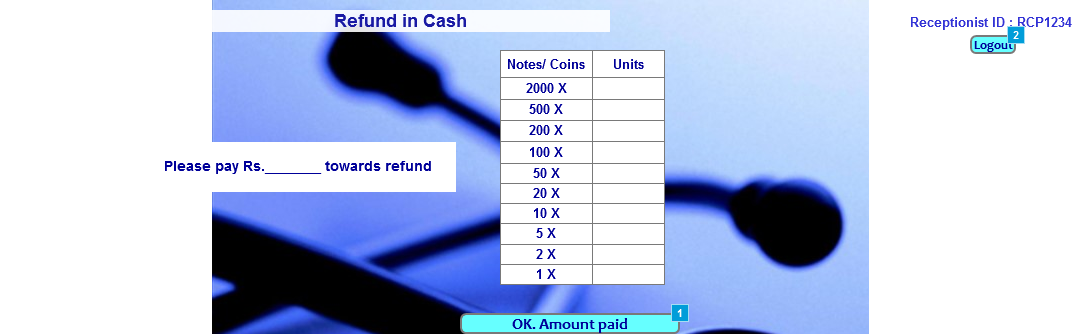 Refund in Cash
Receptionist ID : RCP1234
2
Logout
Notes/ Coins Units
2000 X
500 X
200 X
100 X
Please pay Rs._______ towards refund
50 X
20 X
10 X
5 X
2 X
1 X
1
OK. Amount paid